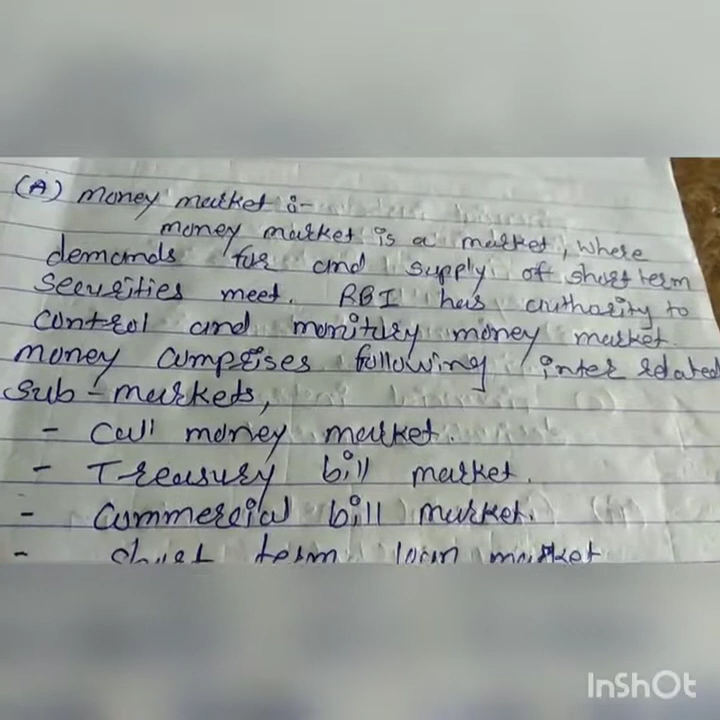 (A) money market :-
money market is a market, where
demands for and supply of short term
securities meet. RBI has authority to
control and monitary money market.
money comprises following inter related
sub-markets,
- call money market.
- Treasury bill market.
- commercial bill market.
- short term loan market
InShOt